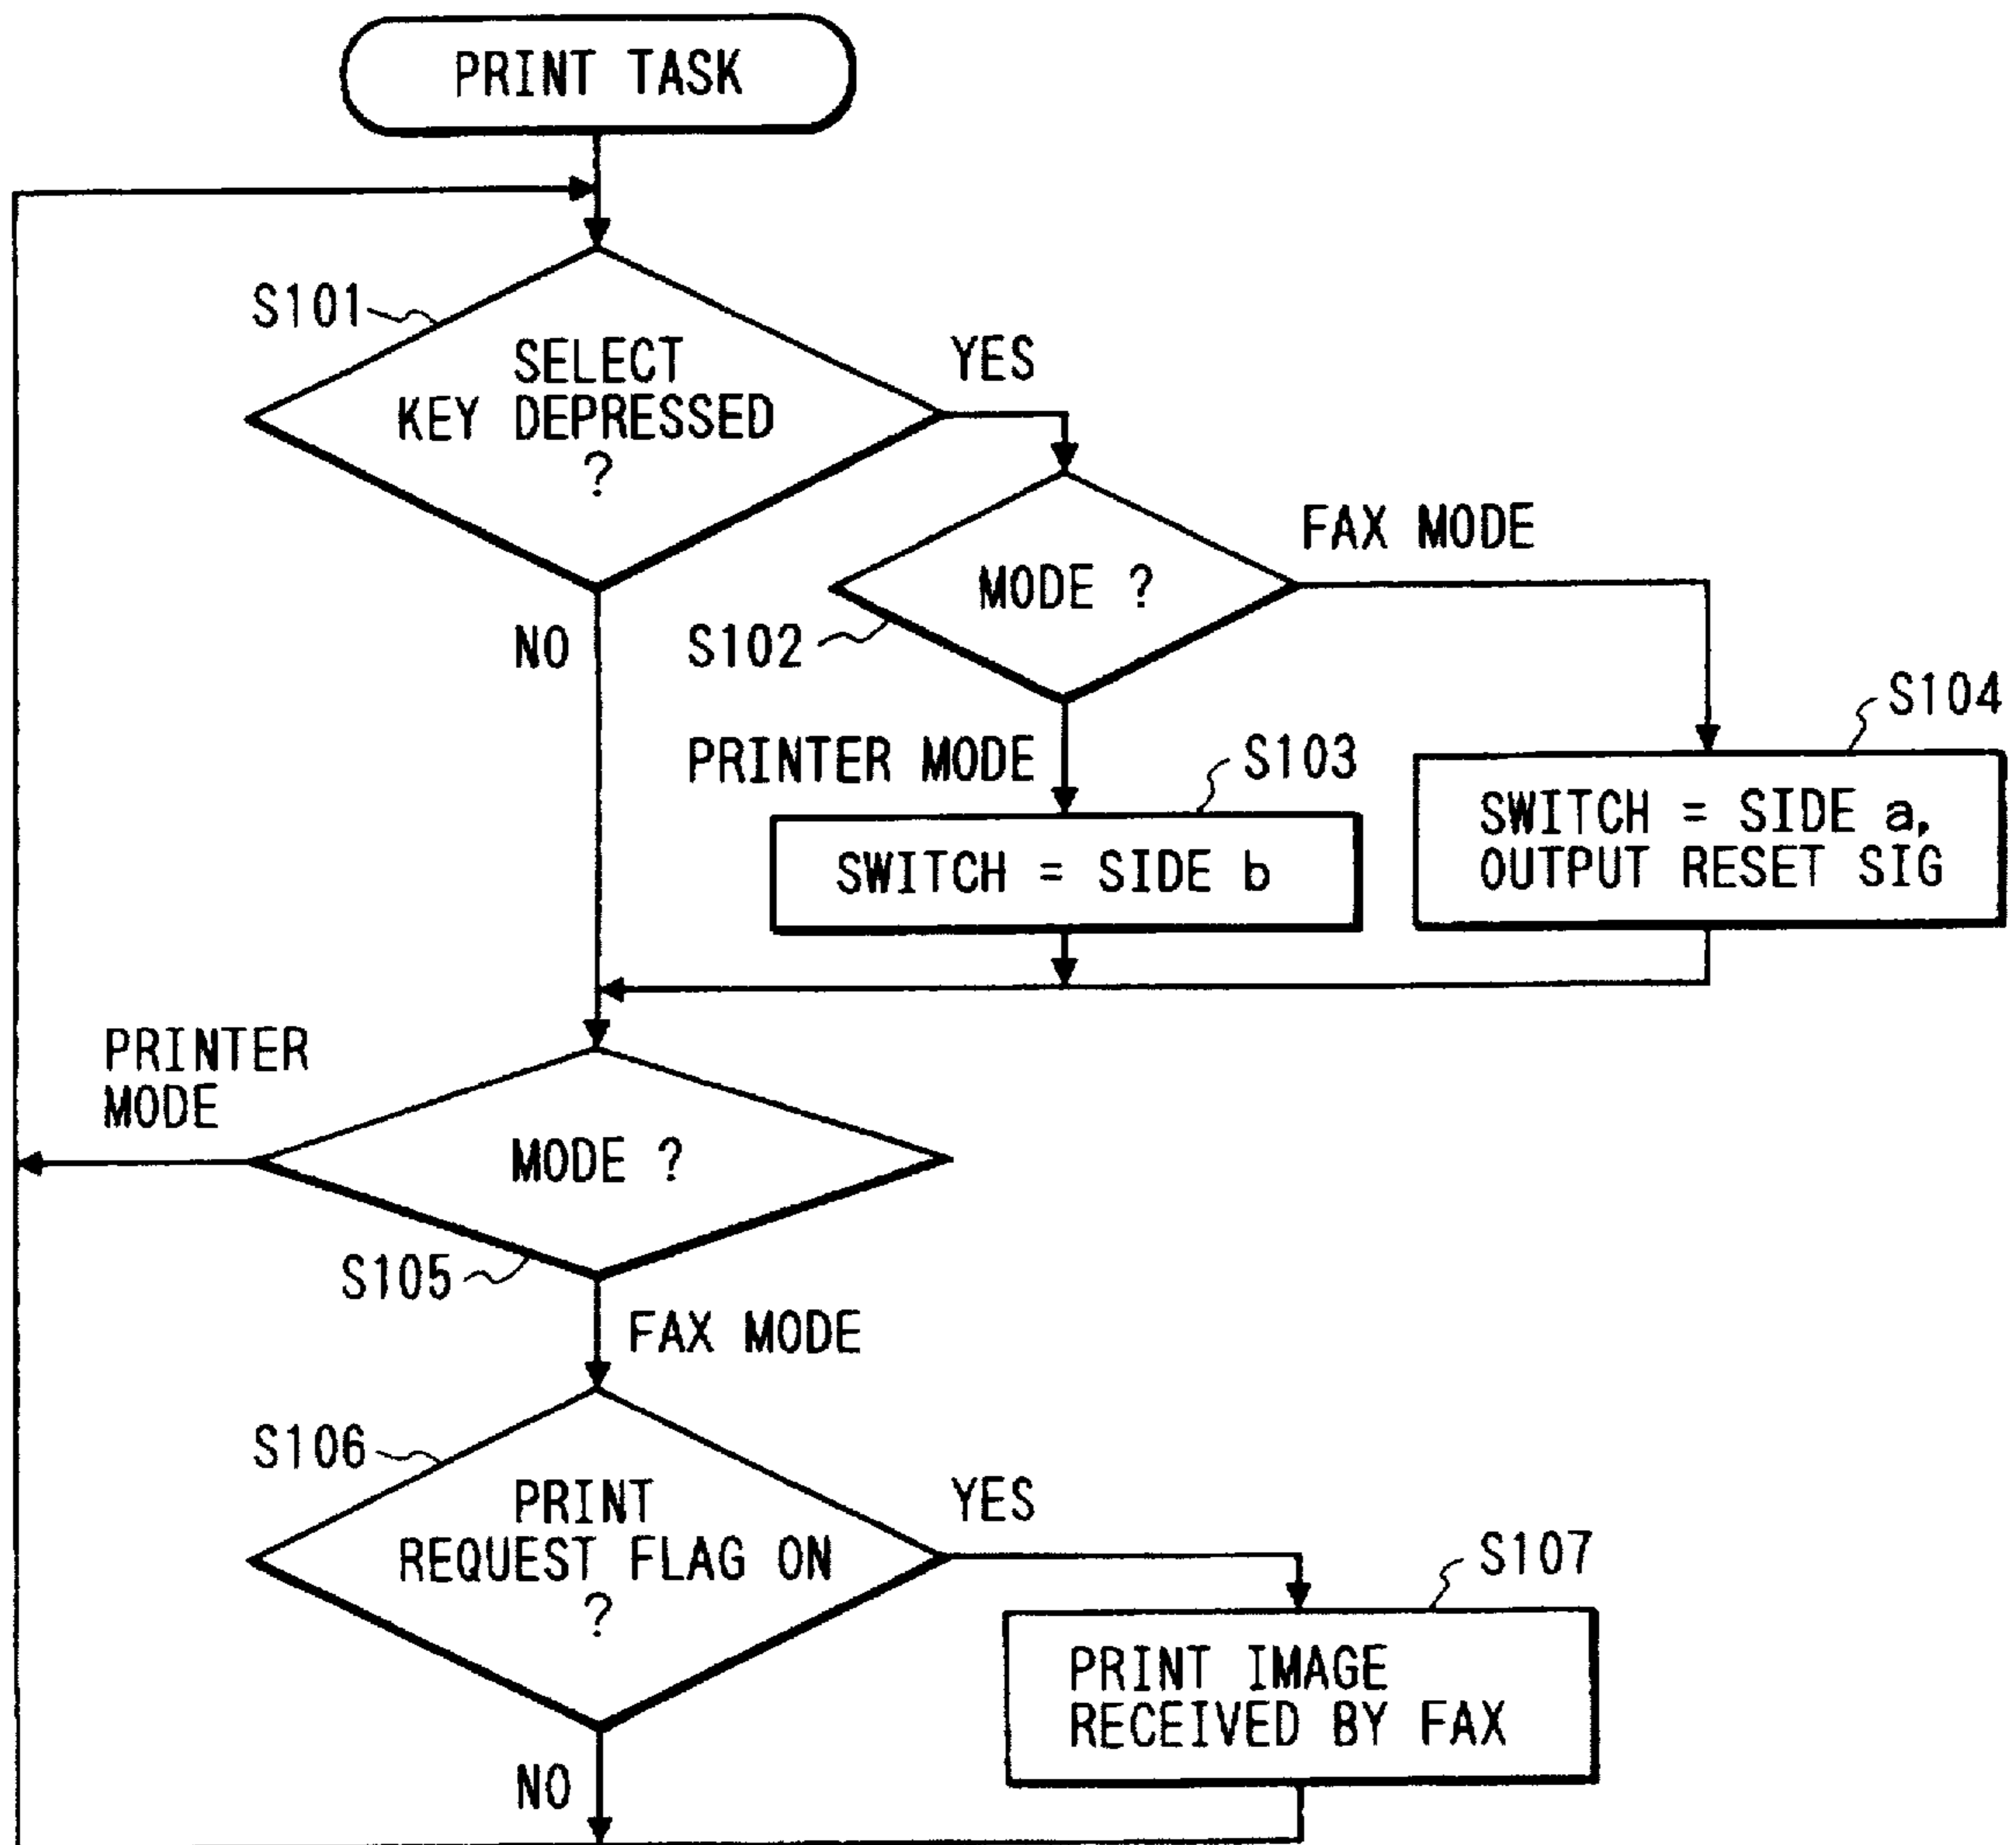 PRINT TASK
S101
SELECT
KEY DEPRESSED
?
YES
NO
S102
MODE ?
FAX MODE
PRINTER MODE
S103
SWITCH = SIDE b
S104
SWITCH = SIDE a,
OUTPUT RESET SIG
PRINTER
MODE
MODE ?
S105
FAX MODE
S106
PRINT
REQUEST FLAG ON
?
YES
S107
PRINT IMAGE
RECEIVED BY FAX
NO